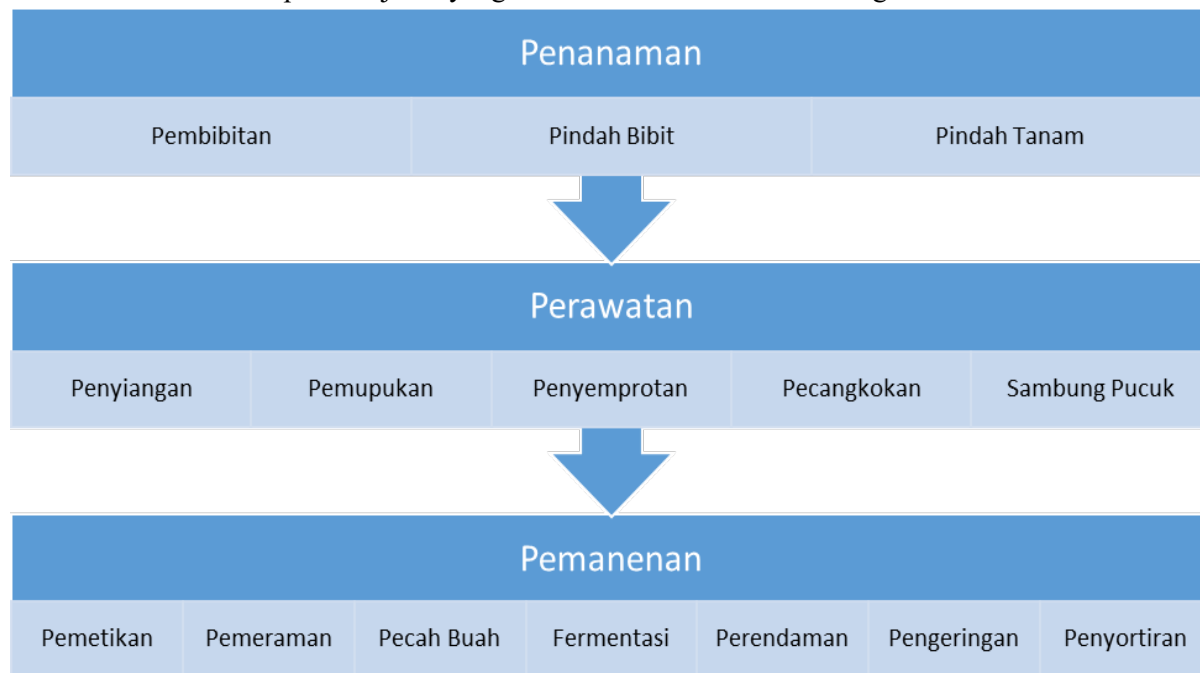 Penanaman
Pembibitan Pindah Bibit Pindah Tanam
Perawatan
Penyiangan Pemupukan Penyemprotan Pecangkokan Sambung Pucuk
Pemanenan
Pemetikan Pemeraman Pecah Buah Fermentasi Perendaman Pengeringan Penyortiran